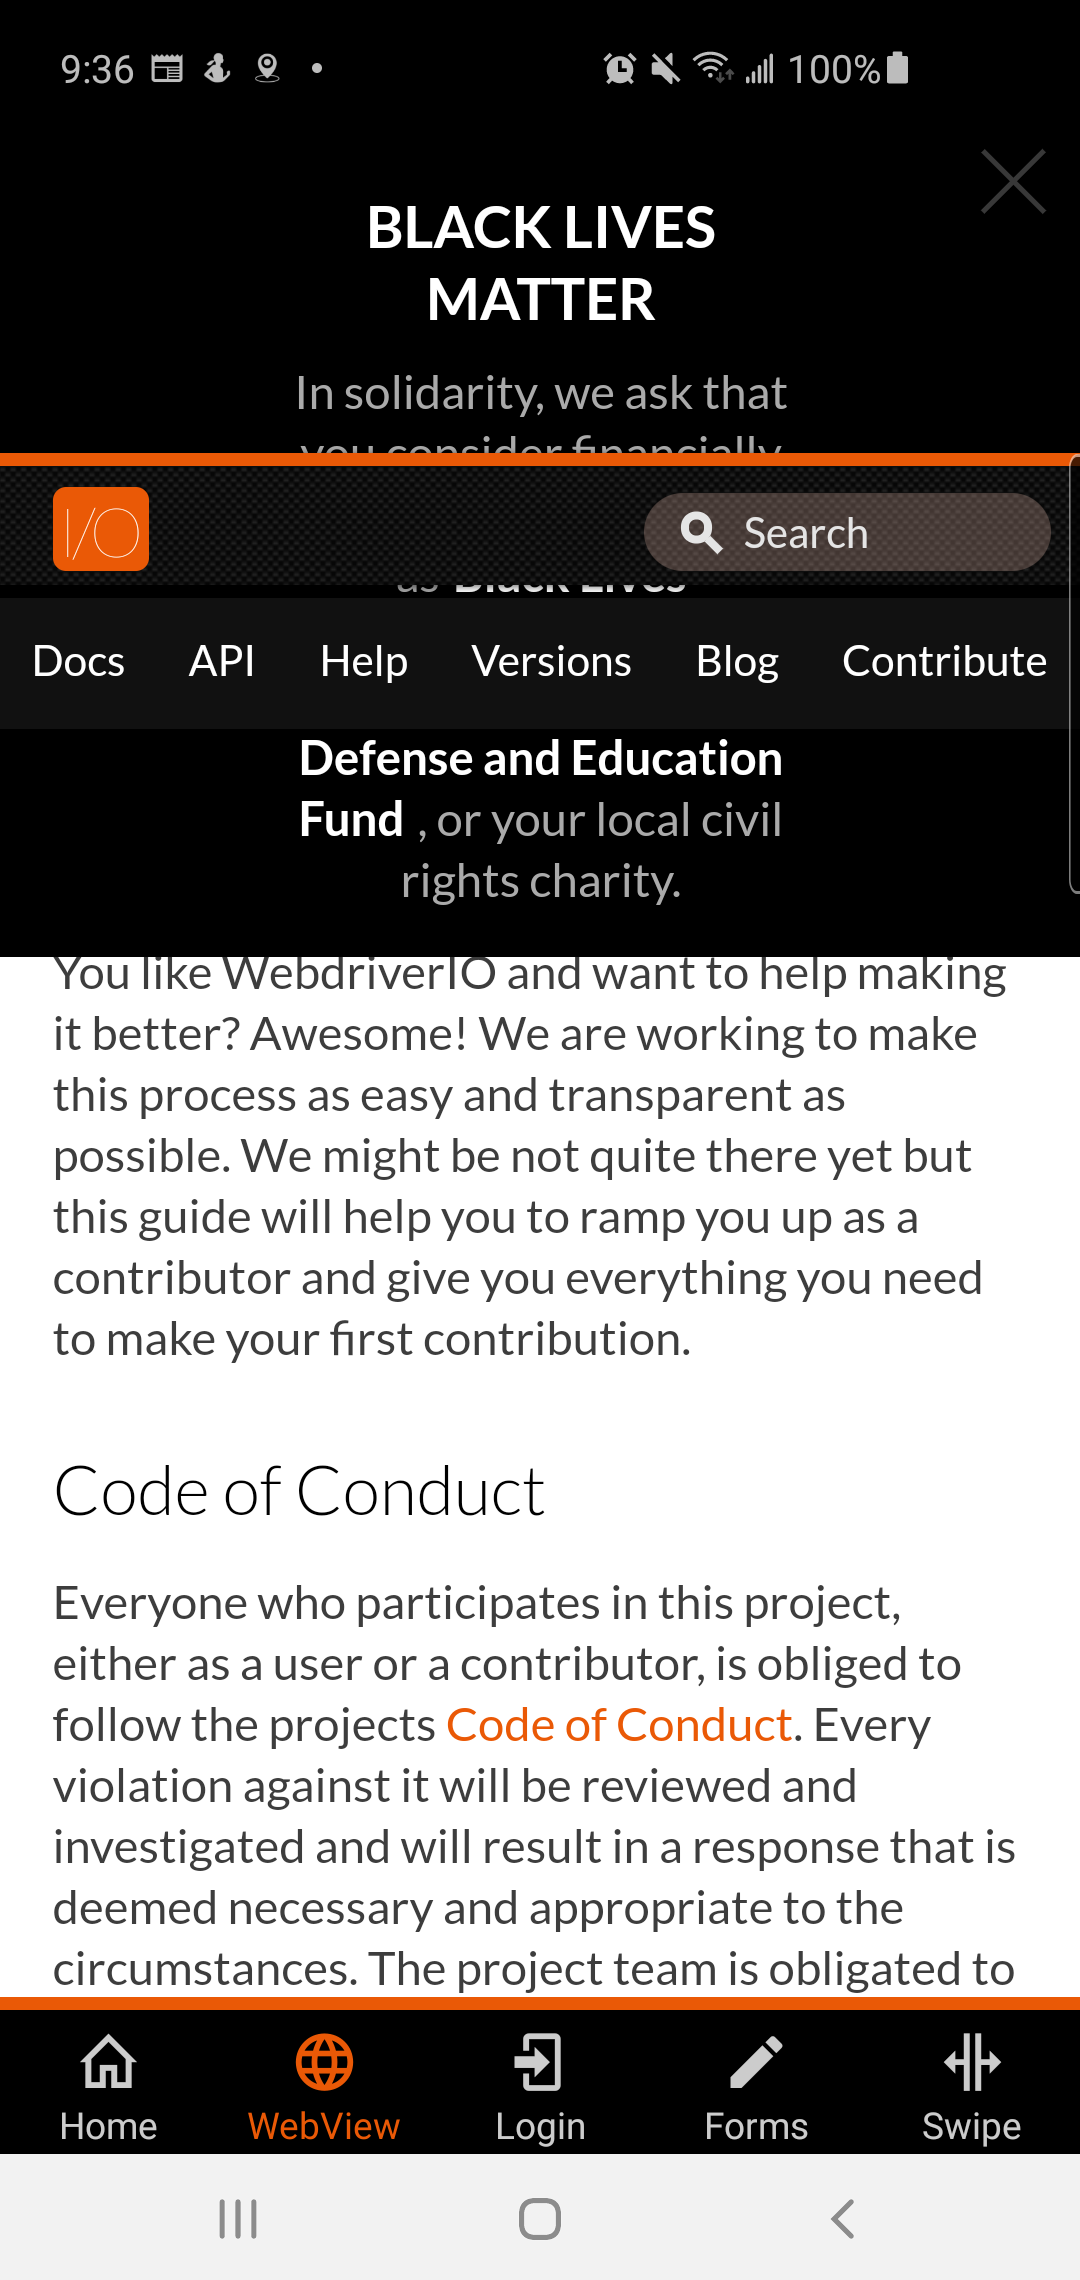 9:36
100%
BLACK LIVES
MATTER
In solidarity, we ask that
you consider financially
I/O
Search
as Black Lives
Docs API Help Versions Blog Contribute
Defense and Education
Fund , or your local civil
rights charity.
You like WebdriverIO and want to help making
it better? Awesome! We are working to make
this process as easy and transparent as
possible. We might be not quite there yet but
this guide will help you to ramp you up as a
contributor and give you everything you need
to make your first contribution.
Code of Conduct
Everyone who participates in this project,
either as a user or a contributor, is obliged to
follow the projects Code of Conduct. Every
violation against it will be reviewed and
investigated and will result in a response that is
deemed necessary and appropriate to the
circumstances. The project team is obligated to
Home WebView Login Forms Swipe